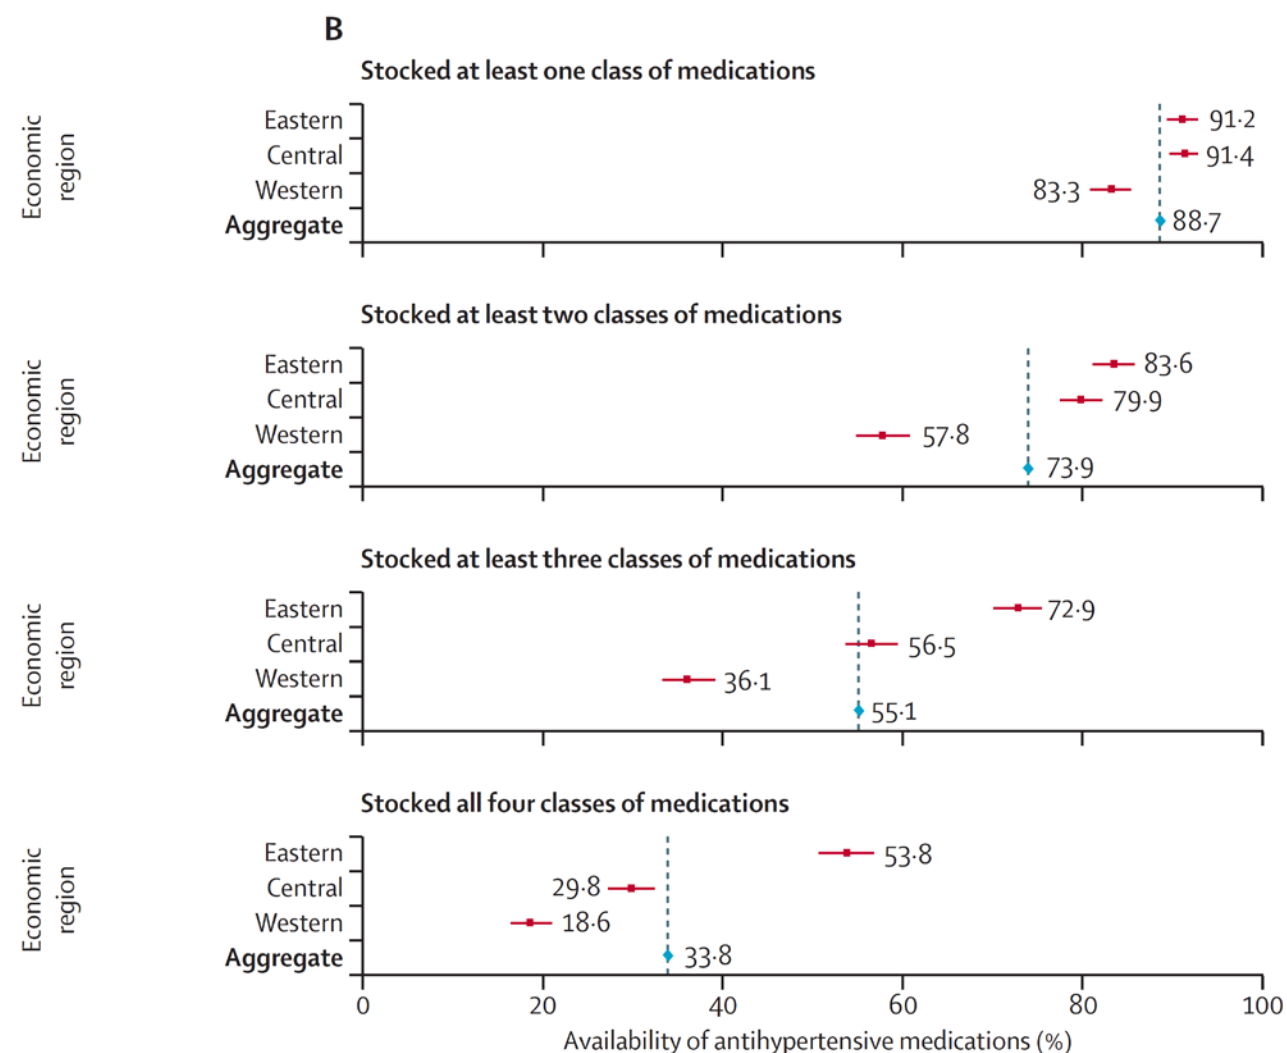 B
Stocked at least one class of medications
Economic
region
Eastern
91·2
Central
91·4
Western
83·3
Aggregate
88·7
Stocked at least two classes of medications
Economic
region
Eastern
83·6
Central
79·9
Western
57·8
Aggregate
73·9
Stocked at least three classes of medications
Economic
region
Eastern
72·9
Central
56·5
Western
36·1
Aggregate
55·1
Stocked all four classes of medications
Economic
region
Eastern
53·8
Central
29·8
Western
18·6
Aggregate
33·8
0 20 40 60 80 100
Availability of antihypertensive medications (%)